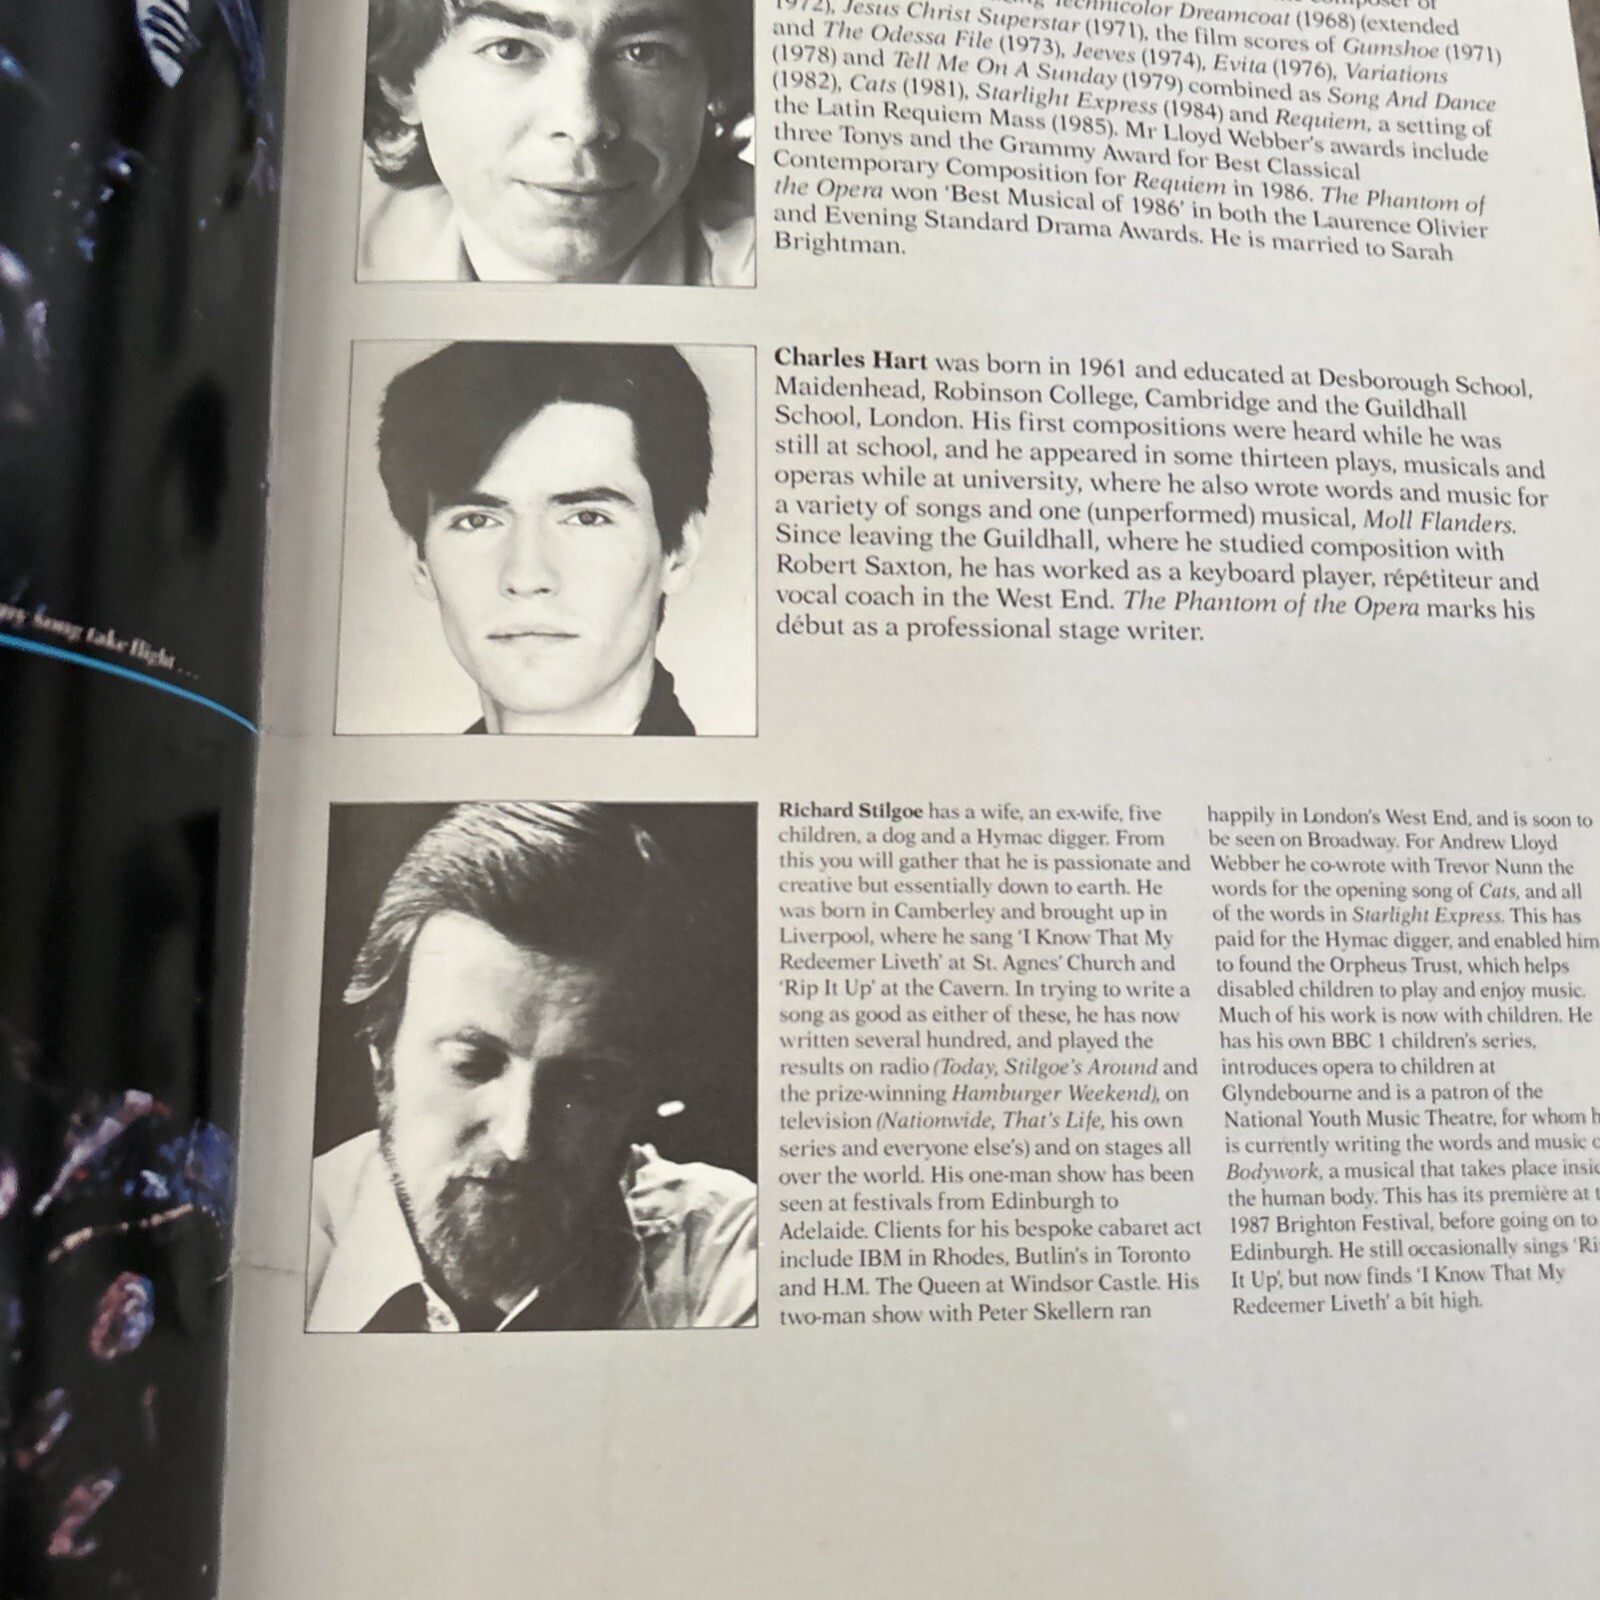 my Song take flight ...
Technicolor Dreamcoat (1968) (extended
1972), Jesus Christ Superstar (1971), the film scores of Gumshoe (1971)
and The Odessa File (1973), Jeeves (1974), Evita (1976), Variations
(1978) and Tell Me On A Sunday (1979) combined as Song And Dance
(1982), Cats (1981), Starlight Express (1984) and Requiem, a setting of
the Latin Requiem Mass (1985). Mr Lloyd Webber's awards include
three Tonys and the Grammy Award for Best Classical
Contemporary Composition for Requiem in 1986. The Phantom of
the Opera won 'Best Musical of 1986' in both the Laurence Olivier
and Evening Standard Drama Awards. He is married to Sarah
Brightman.
Charles Hart was born in 1961 and educated at Desborough School,
Maidenhead, Robinson College, Cambridge and the Guildhall
School, London. His first compositions were heard while he was
still at school, and he appeared in some thirteen plays, musicals and
operas while at university, where he also wrote words and music for
a variety of songs and one (unperformed) musical, Moll Flanders.
Since leaving the Guildhall, where he studied composition with
Robert Saxton, he has worked as a keyboard player, répétiteur and
vocal coach in the West End. The Phantom of the Opera marks his
début as a professional stage writer.
Richard Stilgoe has a wife, an ex-wife, five
children, a dog and a Hymac digger. From
this you will gather that he is passionate and
creative but essentially down to earth. He
was born in Camberley and brought up in
Liverpool, where he sang 'I Know That My
Redeemer Liveth' at St. Agnes' Church and
'Rip It Up' at the Cavern. In trying to write a
song as good as either of these, he has now
written several hundred, and played the
results on radio (Today, Stilgoe's Around and
the prize-winning Hamburger Weekend), on
television (Nationwide, That's Life, his own
series and everyone else's) and on stages all
over the world. His one-man show has been
seen at festivals from Edinburgh to
Adelaide. Clients for his bespoke cabaret act
include IBM in Rhodes, Butlin's in Toronto
and H.M. The Queen at Windsor Castle. His
two-man show with Peter Skellern ran
happily in London's West End, and is soon to
be seen on Broadway. For Andrew Lloyd
Webber he co-wrote with Trevor Nunn the
words for the opening song of Cats, and all
of the words in Starlight Express. This has
paid for the Hymac digger, and enabled him
to found the Orpheus Trust, which helps
disabled children to play and enjoy music.
Much of his work is now with children. He
has his own BBC 1 children's series,
introduces opera to children at
Glyndebourne and is a patron of the
National Youth Music Theatre, for whom h
is currently writing the words and music
Bodywork, a musical that takes place insi
the human body. This has its première at t
1987 Brighton Festival, before going on to
Edinburgh. He still occasionally sings 'Ri
It Up', but now finds 'I Know That My
Redeemer Liveth' a bit high.